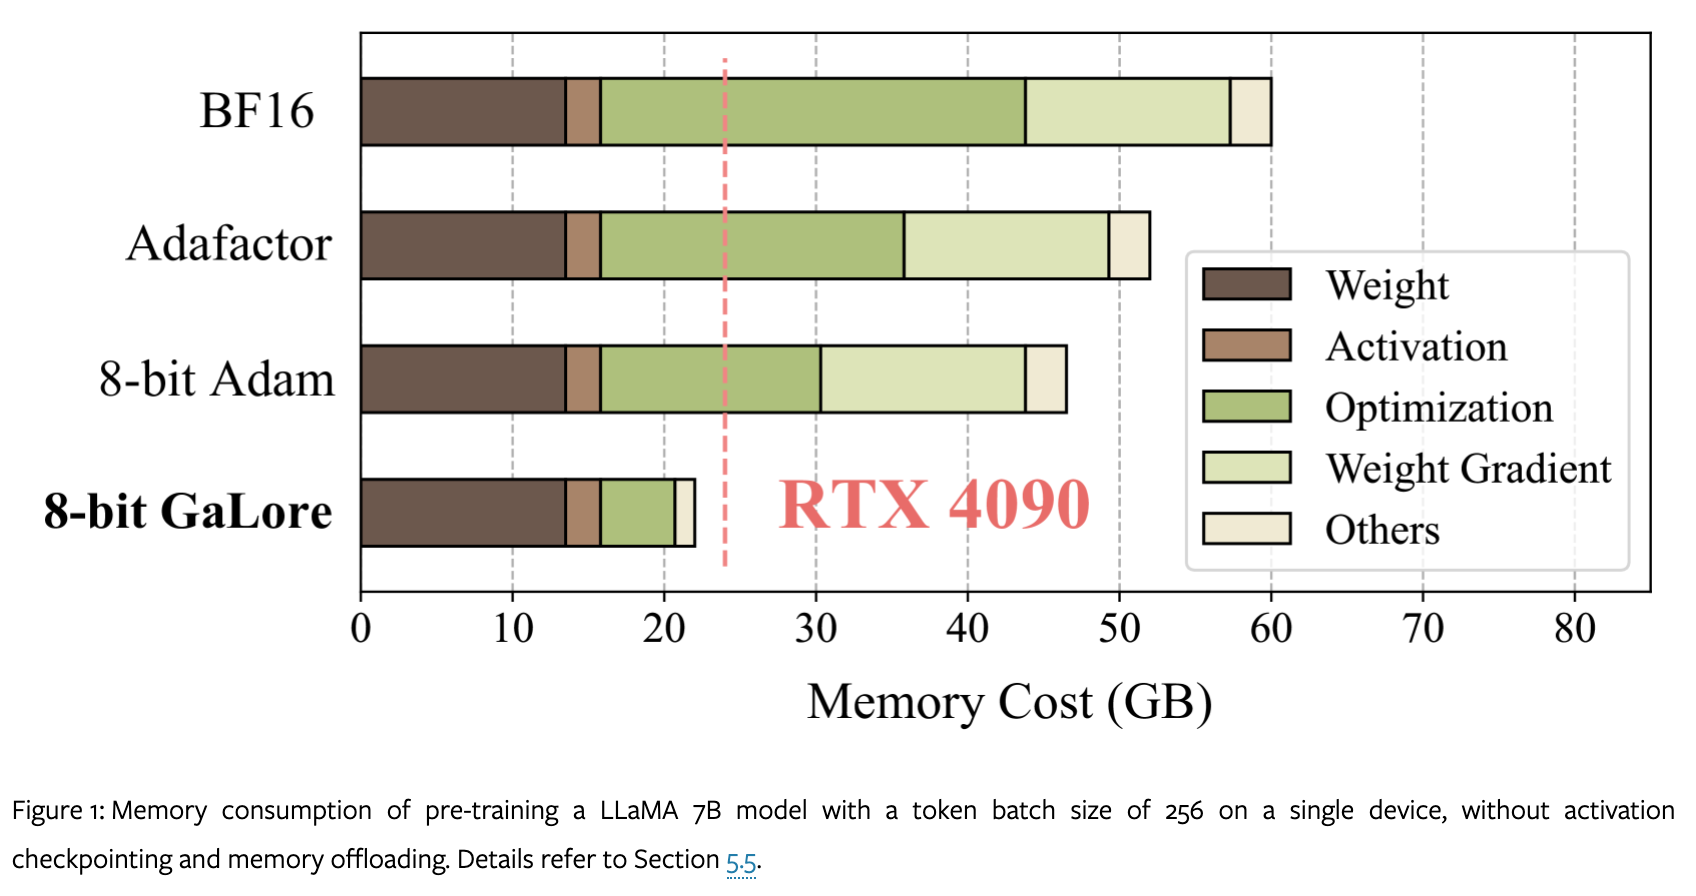 BF16
Adafactor
8-bit Adam
8-bit GaLore
RTX 4090
Weight
Activation
Optimization
Weight Gradient
Others
0 10 20 30 40 50 60 70 80
Memory Cost (GB)
Figure 1: Memory consumption of pre-training a LLaMA 7B model with a token batch size of 256 on a single device, without activation
checkpointing and memory offloading. Details refer to Section 5.5.